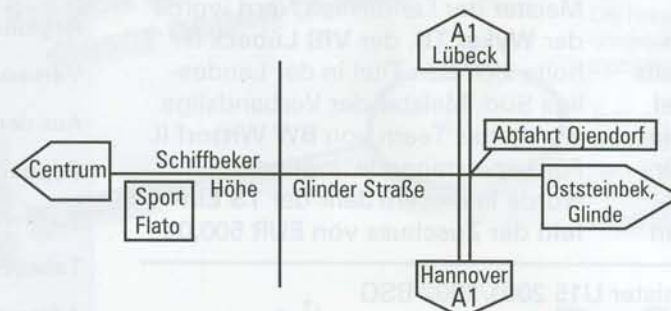 A1
Lübeck
Abfahrt Ojendorf
Centrum
Schiffbeker
Höhe
Glinder Straße
Oststeinbek,
Glinde
Sport
Flato
Hannover
A1